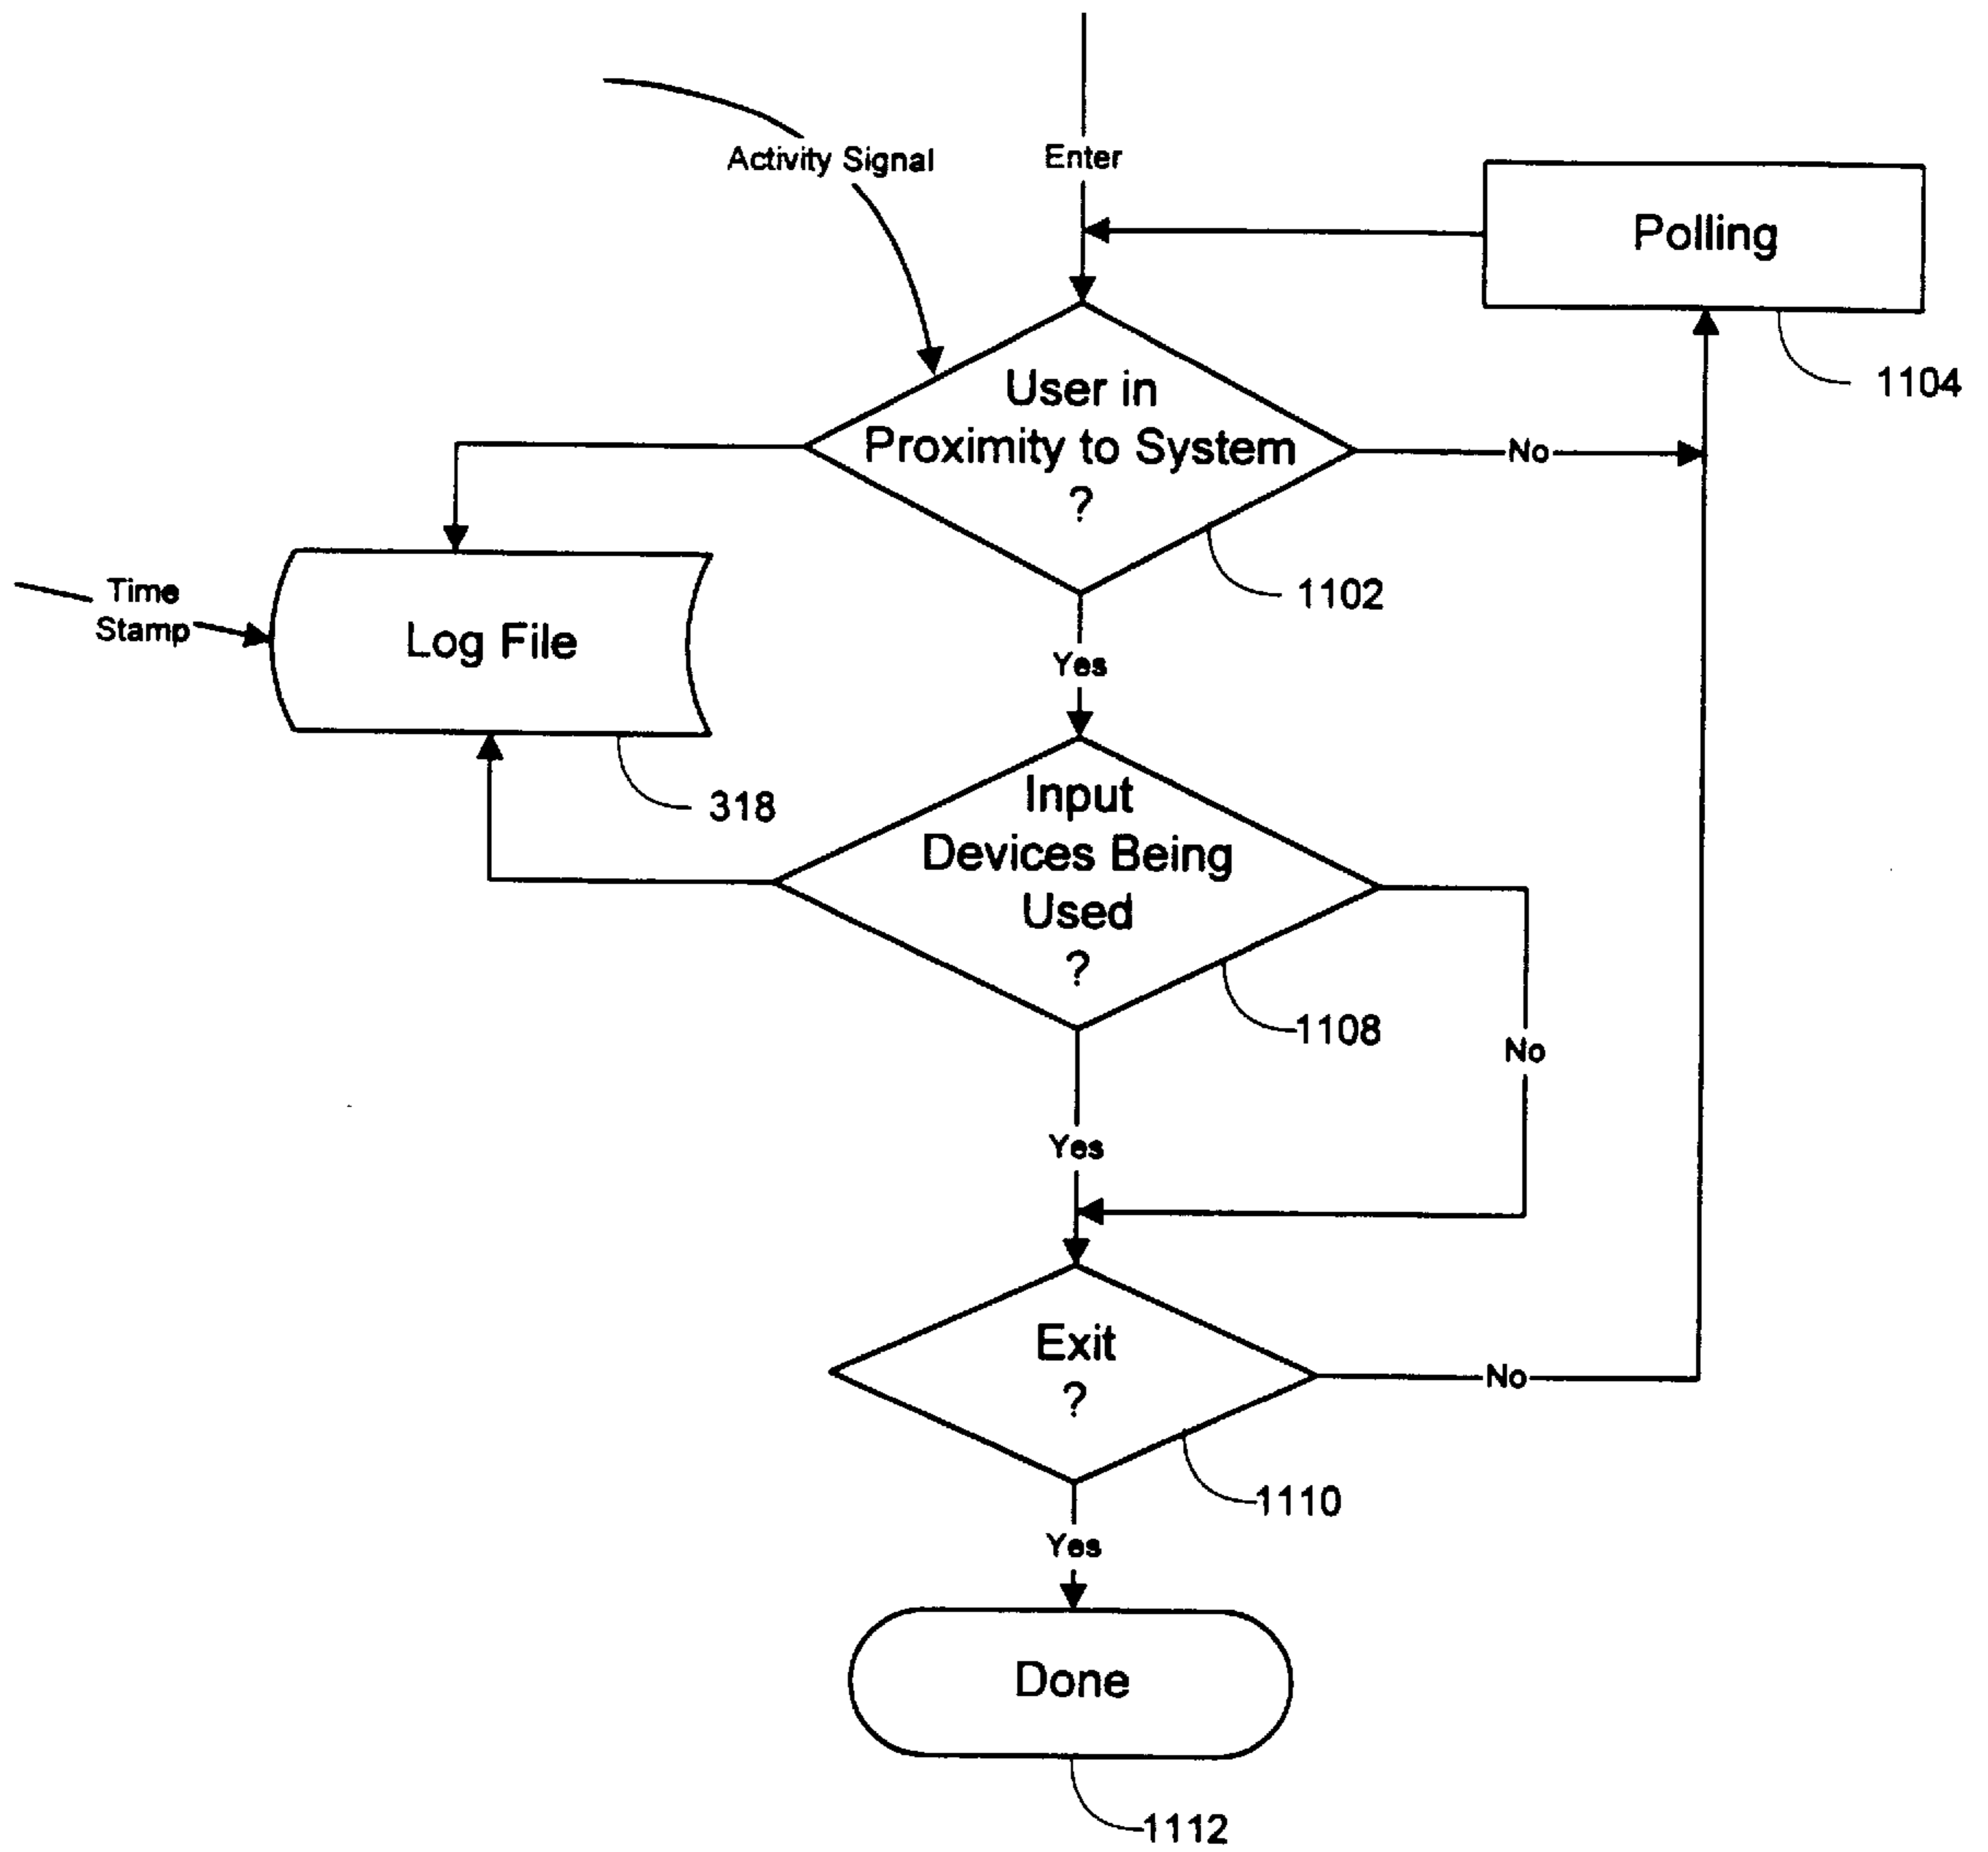 Activity Signal
Enter
Polling
1104
User in
Proximity to System
?
No
1102
Time
Stamp
Log File
318
Yes
Input
Devices Being
Used
?
1108
No
Yes
Exit
?
No
1110
Yes
Done
1112